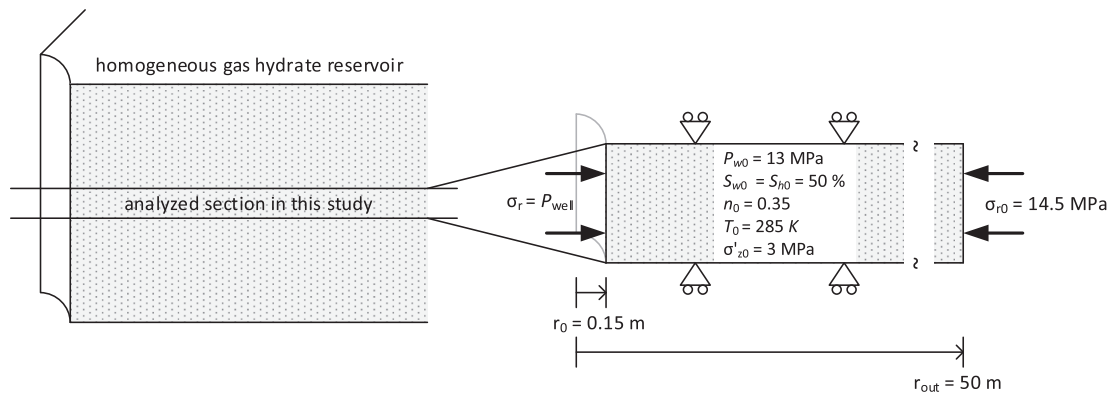 homogeneous gas hydrate reservoir
analyzed section in this study
σr = Pwell
Pw0 = 13 MPa
Sw0 = Sh0 = 50 %
n0 = 0.35
T0 = 285 K
σ'z0 = 3 MPa
σr0 = 14.5 MPa
r0 = 0.15 m
rout = 50 m